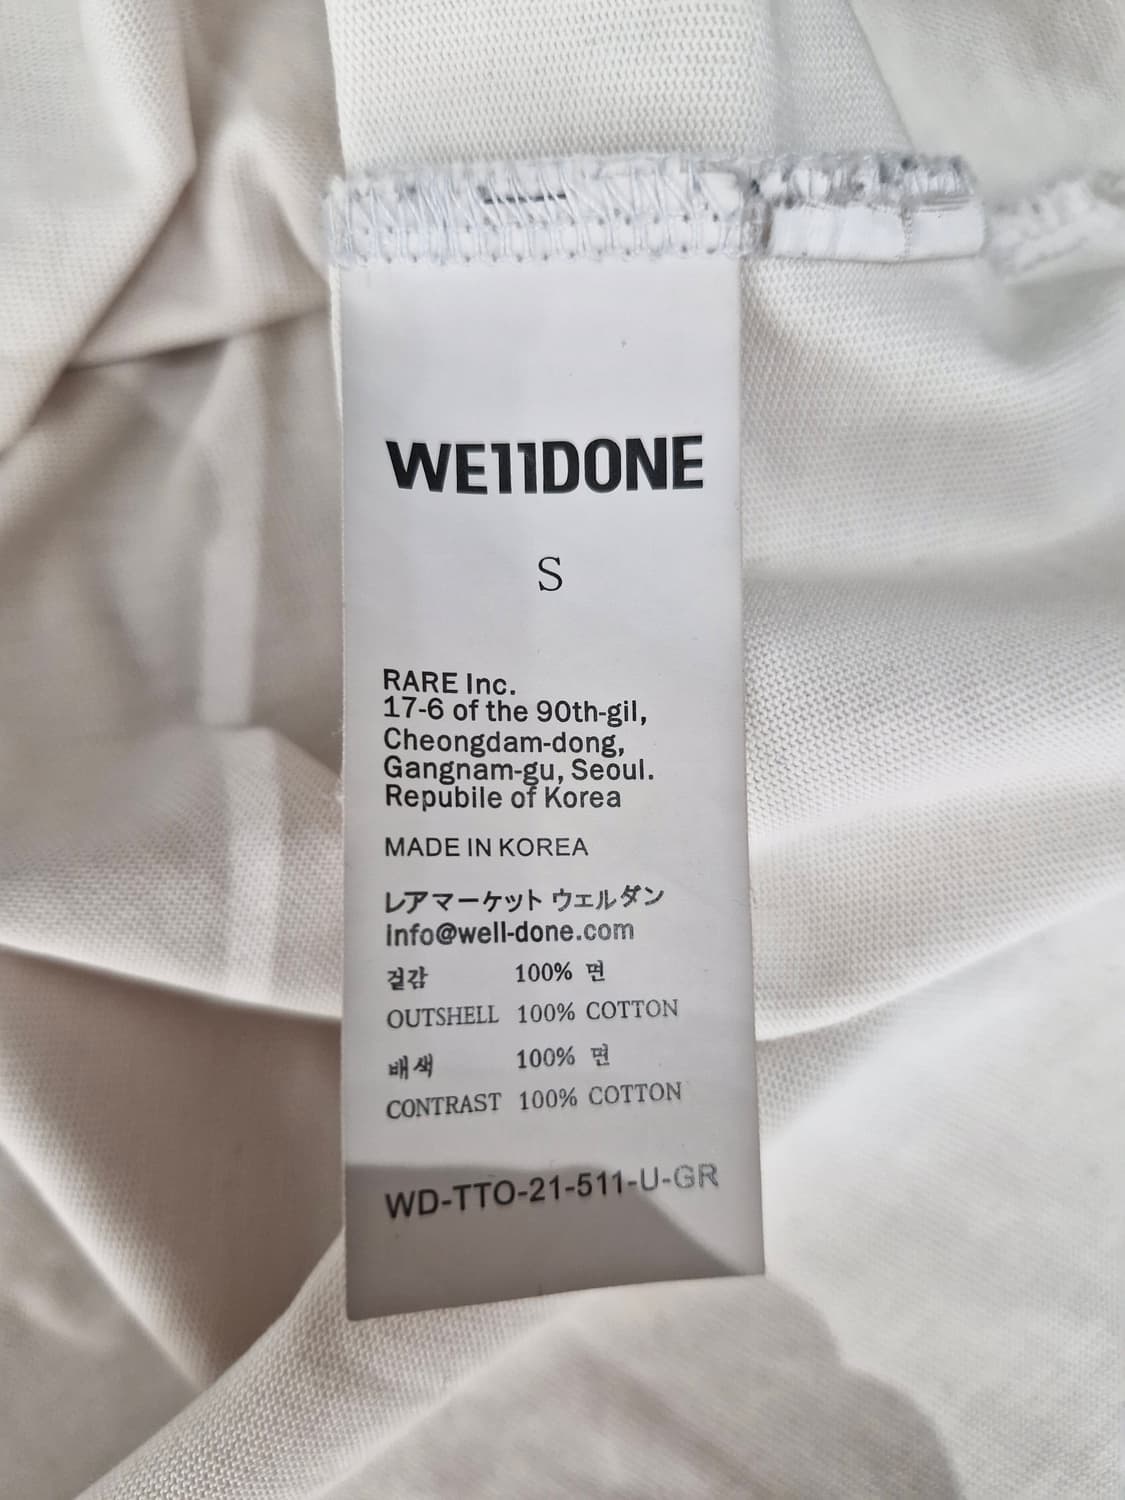 WE11DONE
S
RARE Inc.
17-6 of the 90th-gil,
Cheongdam-dong,
Gangnam-gu, Seoul.
Repubile of Korea
MADE IN KOREA
レアマーケット ウェルダン
info@well-done.com
겉감 100% 면
OUTSHELL 100% COTTON
배색 100% 면
CONTRAST 100% COTTON
WD-TTO-21-511-U-GR